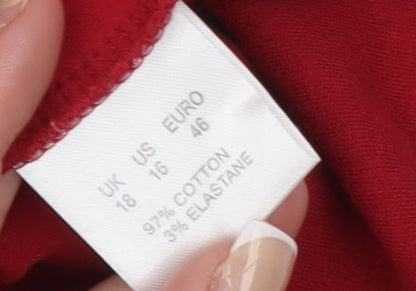 UK US EURO
18 16 46
97% COTTON
3% ELASTANE